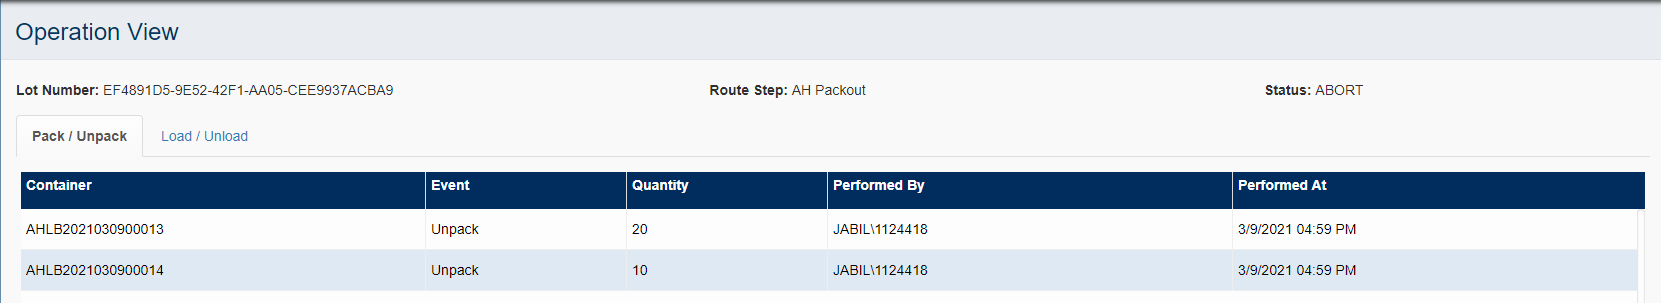 Operation View
Lot Number: EF4891D5-9E52-42F1-AA05-CEE9937ACBA9 Route Step: AH Packout Status: ABORT
Pack / Unpack Load / Unload
Container Event Quantity Performed By Performed At
AHLB2021030900013 Unpack 20 JABIL\1124418 3/9/2021 04:59 PM
AHLB2021030900014 Unpack 10 JABIL\1124418 3/9/2021 04:59 PM